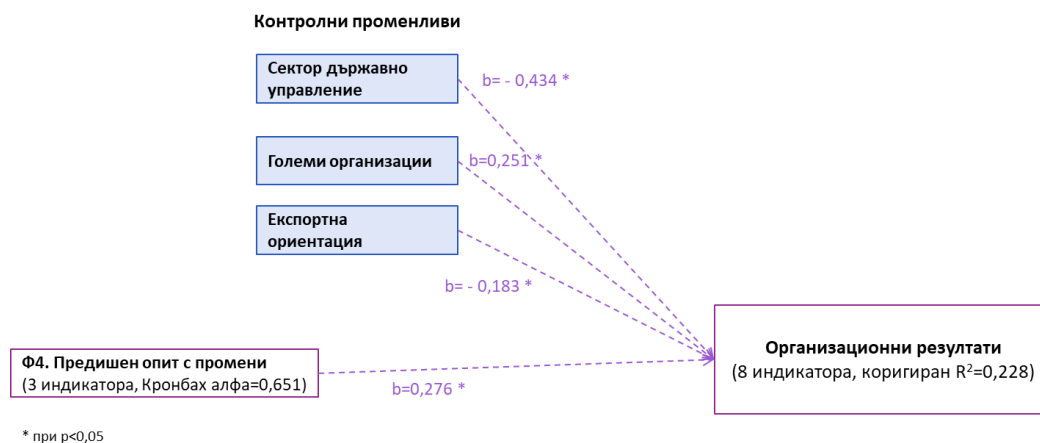 Контролни променливи
Сектор държавно
управление
b= - 0,434 *
Големи организации
b=0,251 *
Експортна
ориентация
b= - 0,183 *
Ф4. Предишен опит с промени
(3 индикатора, Кронбах алфа=0,651)
b=0,276 *
Организационни резултати
(8 индикатора, коригиран R²=0,228)
* при p<0,05